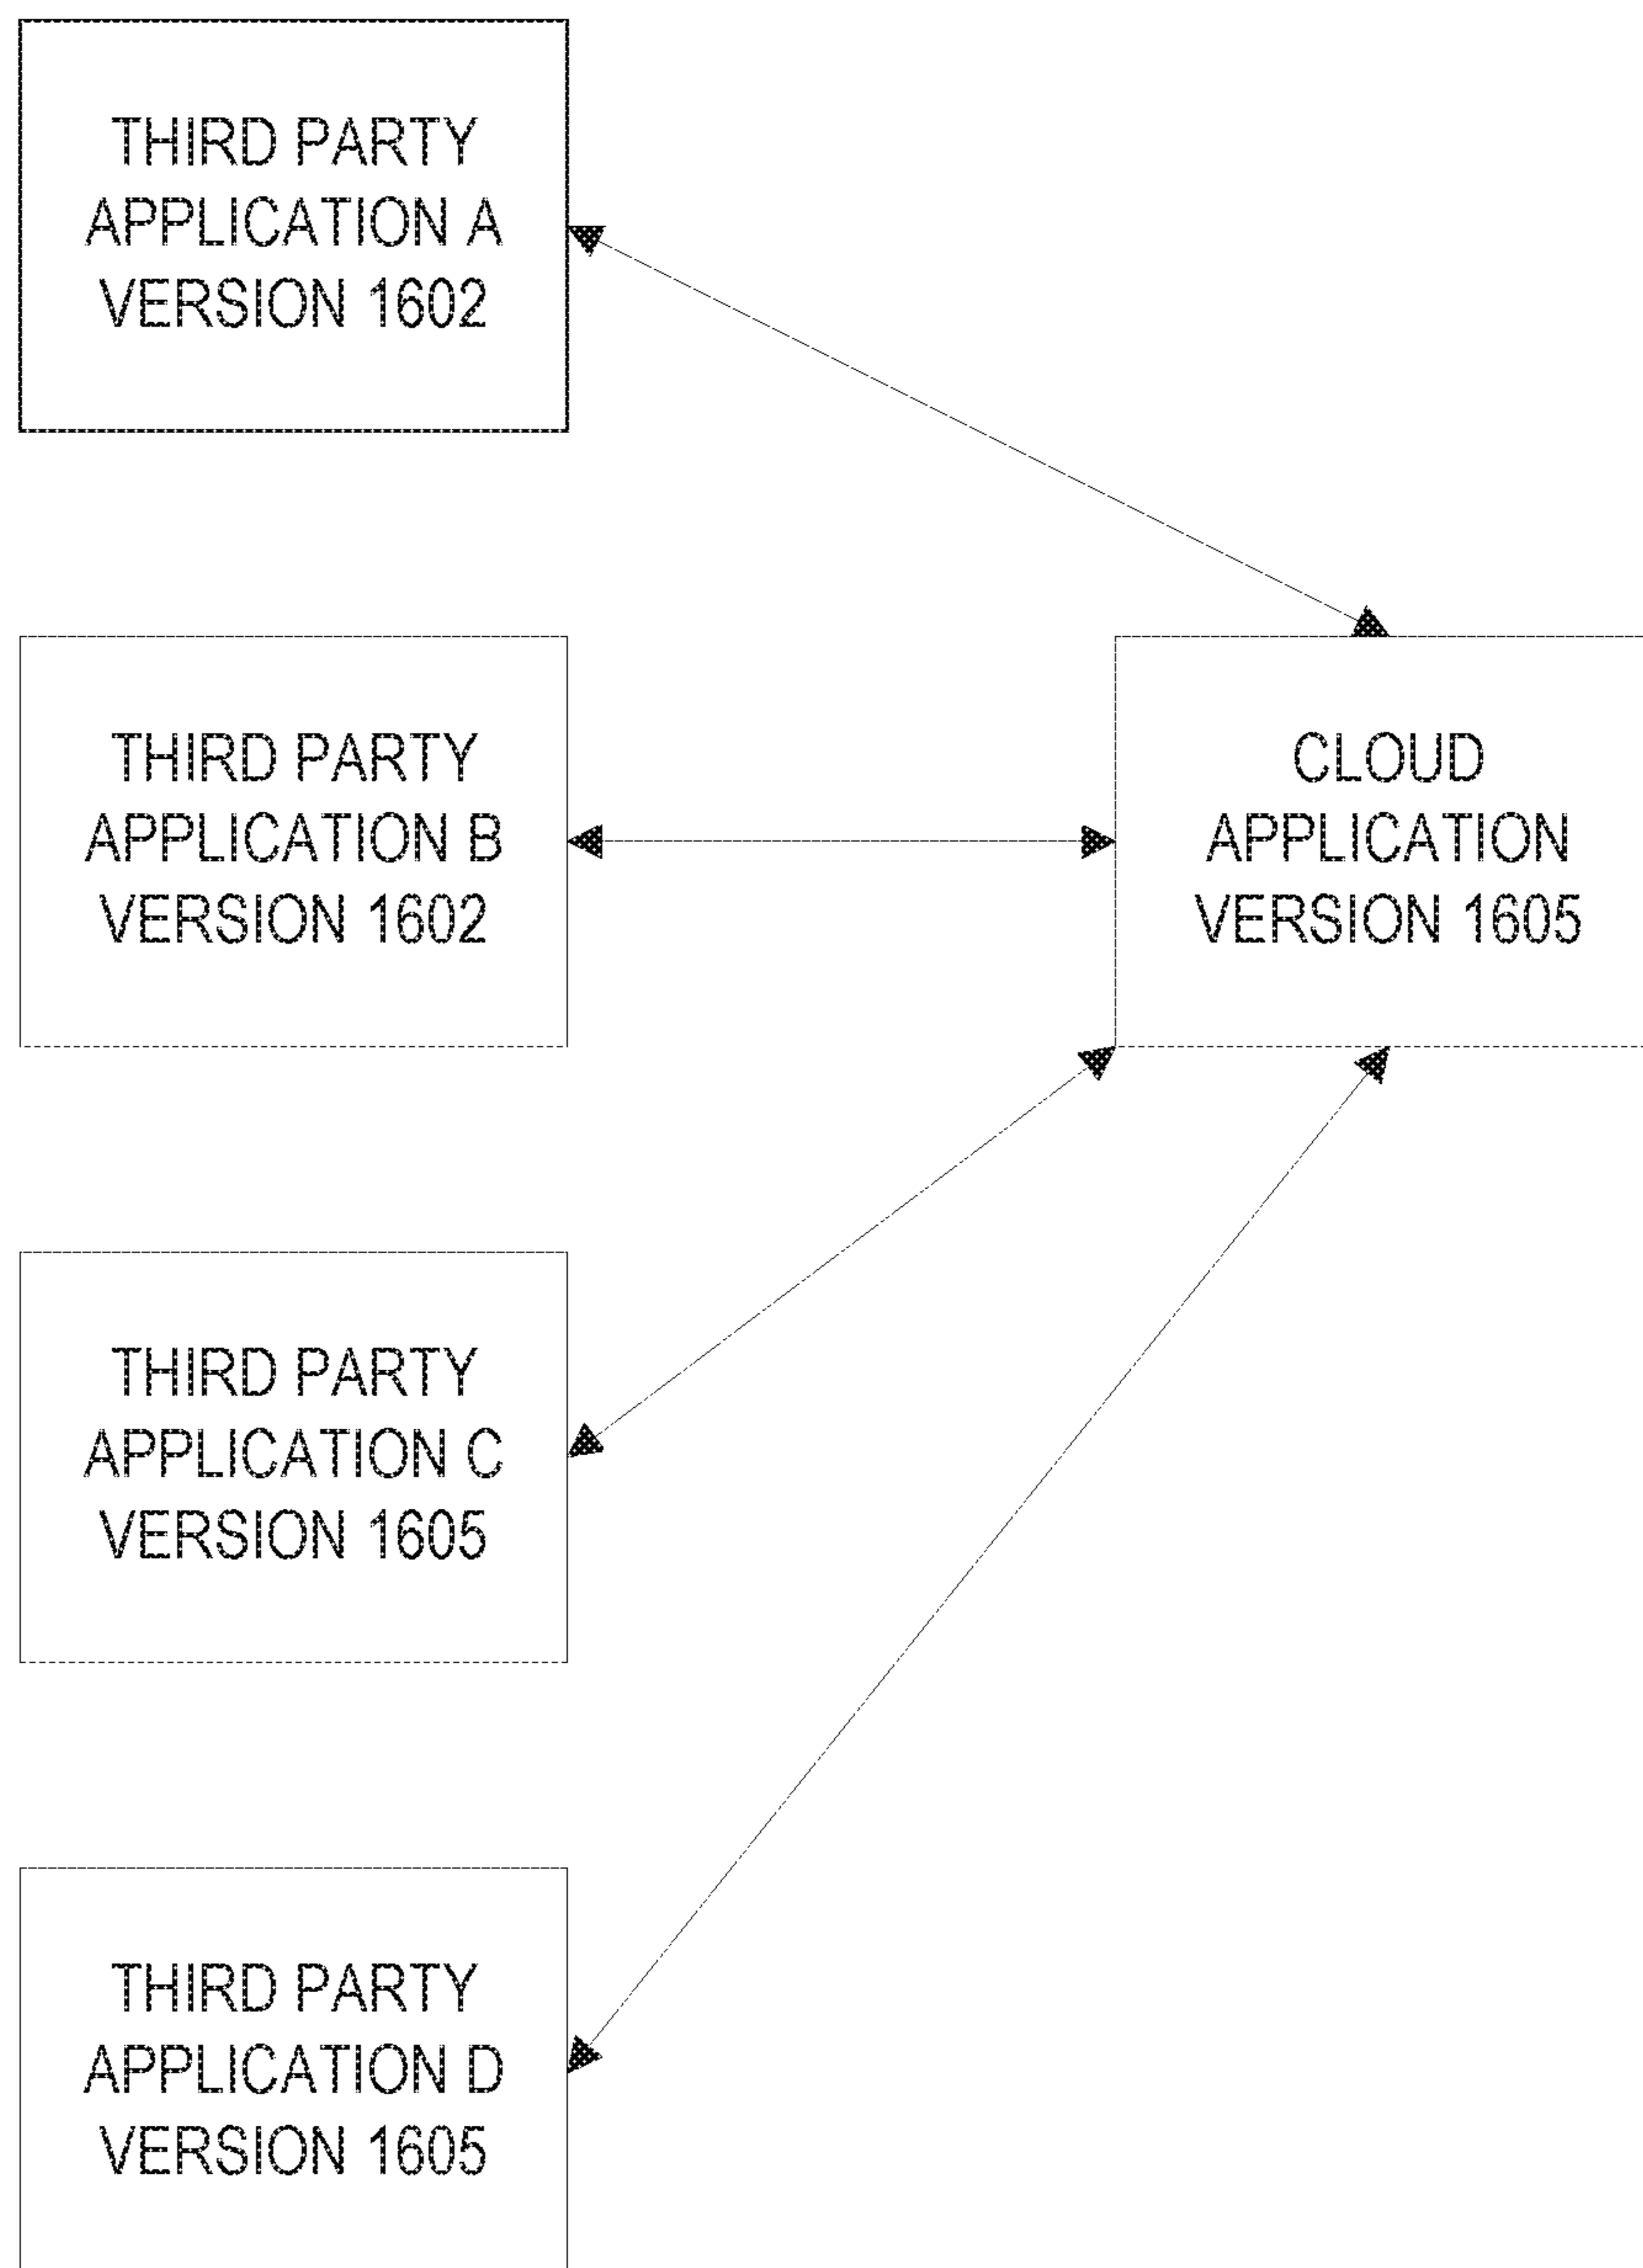 THIRD PARTY
APPLICATION A
VERSION 1602
THIRD PARTY
APPLICATION B
VERSION 1602
CLOUD
APPLICATION
VERSION 1605
THIRD PARTY
APPLICATION C
VERSION 1605
THIRD PARTY
APPLICATION D
VERSION 1605